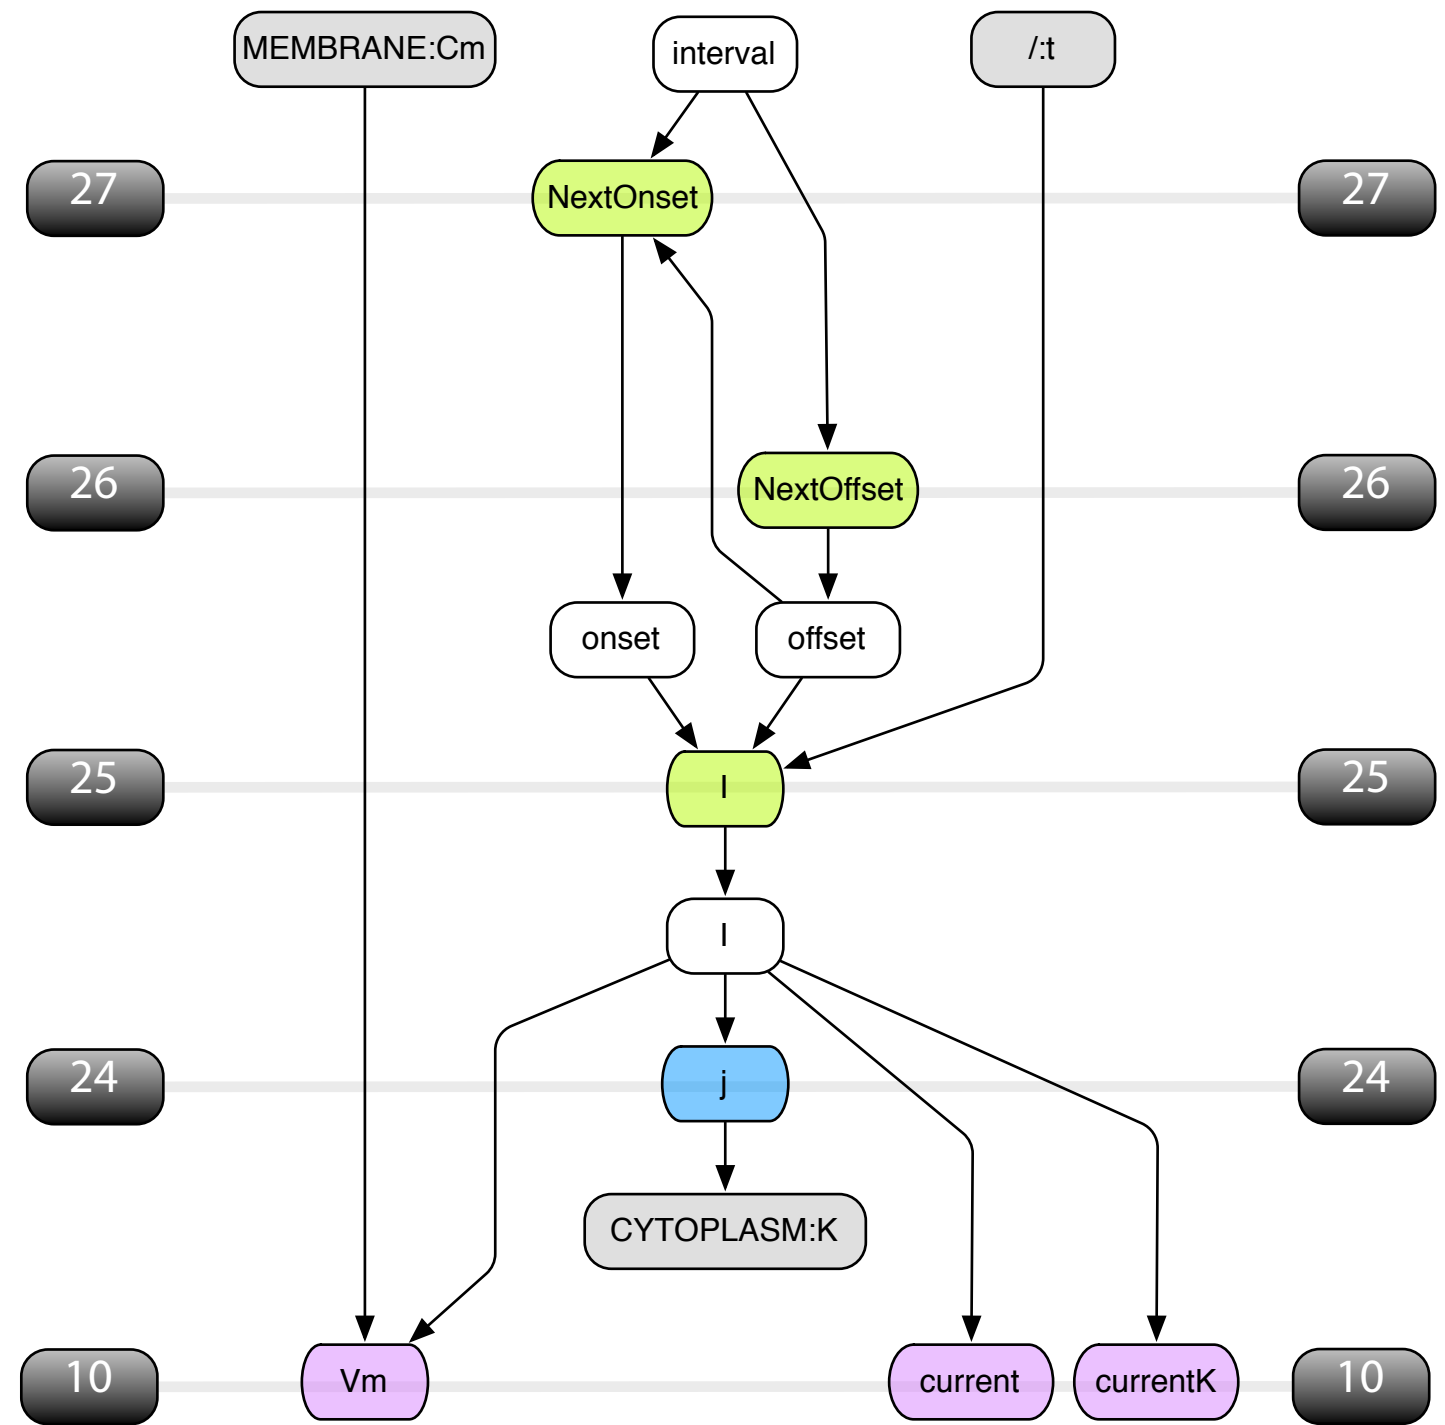 MEMBRANE:Cm
interval
/:t
27
NextOnset
27
26
NextOffset
26
onset
offset
25
I
25
I
24
j
24
CYTOPLASM:K
10
Vm
current
currentK
10